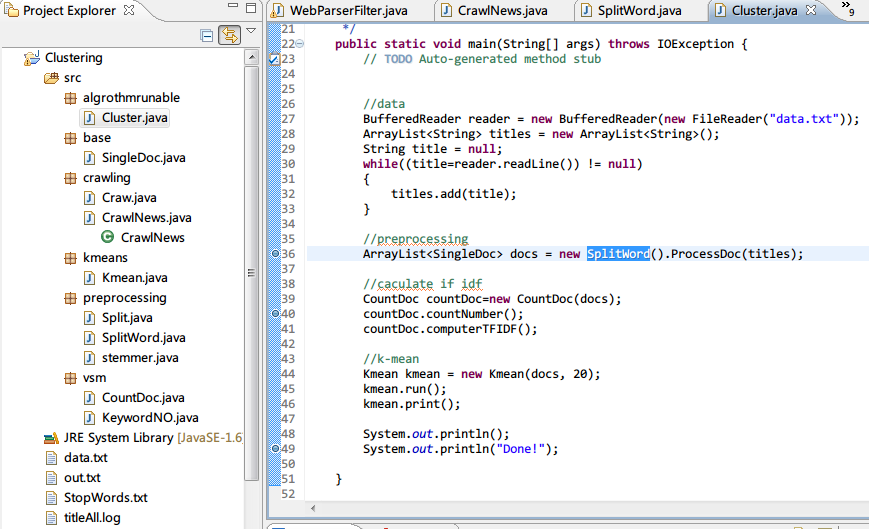 Project Explorer
Clustering
src
algrothmrunable
Cluster.java
base
SingleDoc.java
crawling
Craw.java
CrawlNews.java
CrawlNews
kmeans
Kmean.java
preprocessing
Split.java
SplitWord.java
stemmer.java
vsm
CountDoc.java
KeywordNO.java
JRE System Library [JavaSE-1.6]
data.txt
out.txt
StopWords.txt
titleAll.log
WebParserFilter.java CrawlNews.java SplitWord.java Cluster.java »9
21 */
22 public static void main(String[] args) throws IOException {
23 // TODO Auto-generated method stub
24
25
26 //data
27 BufferedReader reader = new BufferedReader(new FileReader("data.txt"));
28 ArrayList<String> titles = new ArrayList<String>();
29 String title = null;
30 while((title=reader.readLine()) != null)
31 {
32 titles.add(title);
33 }
34
35 //preprocessing
36 ArrayList<SingleDoc> docs = new SplitWord().ProcessDoc(titles);
37
38 //caculate if idf
39 CountDoc countDoc=new CountDoc(docs);
40 countDoc.countNumber();
41 countDoc.computerTFIDF();
42
43 //k-mean
44 Kmean kmean = new Kmean(docs, 20);
45 kmean.run();
46 kmean.print();
47
48 System.out.println();
49 System.out.println("Done!");
50
51 }
52